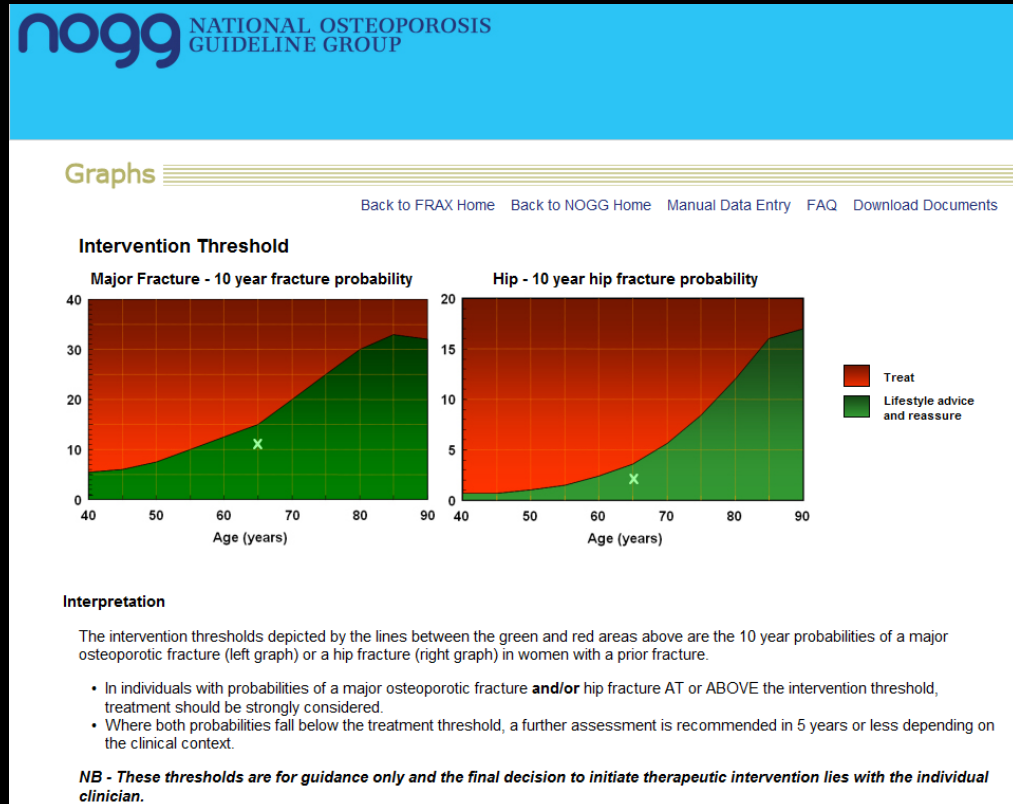 nogg NATIONAL OSTEOPOROSIS
GUIDELINE GROUP
Graphs
Back to FRAX Home Back to NOGG Home Manual Data Entry FAQ Download Documents
Intervention Threshold
Major Fracture - 10 year fracture probability
40
30
20
10
0
40 50 60 70 80 90
Age (years)
Hip - 10 year hip fracture probability
20
15
10
5
0
40 50 60 70 80 90
Age (years)
x
x
Treat
Lifestyle advice
and reassure
Interpretation
The intervention thresholds depicted by the lines between the green and red areas above are the 10 year probabilities of a major
osteoporotic fracture (left graph) or a hip fracture (right graph) in women with a prior fracture.
• In individuals with probabilities of a major osteoporotic fracture and/or hip fracture AT or ABOVE the intervention threshold,
treatment should be strongly considered.
• Where both probabilities fall below the treatment threshold, a further assessment is recommended in 5 years or less depending on
the clinical context.
NB - These thresholds are for guidance only and the final decision to initiate therapeutic intervention lies with the individual
clinician.